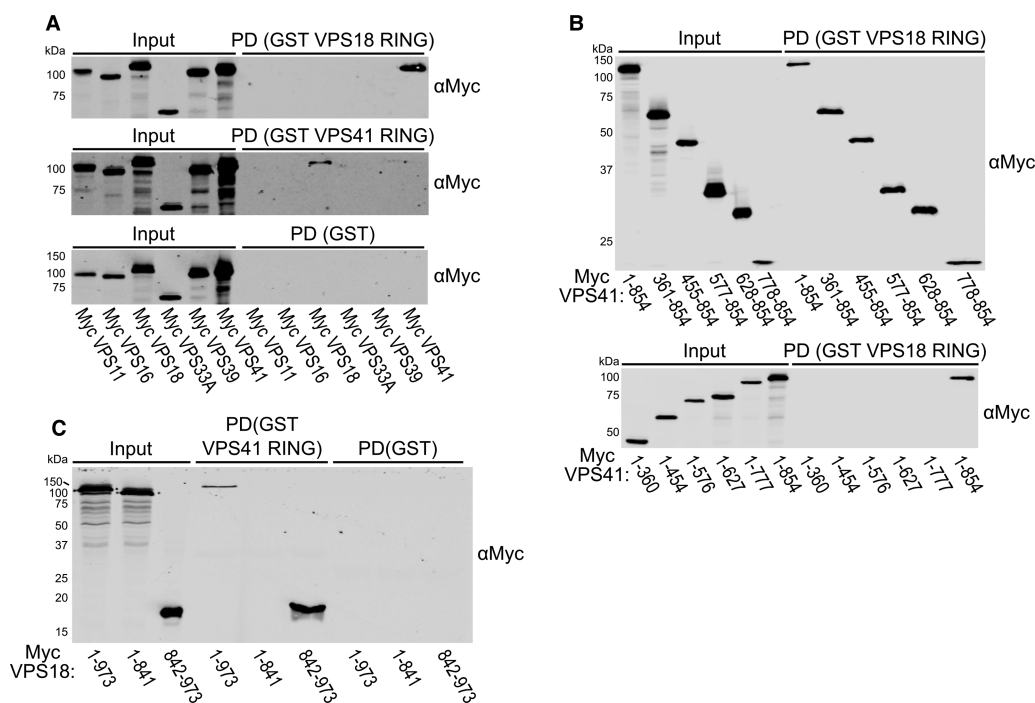 A
Input PD (GST VPS18 RING)
kDa
100
75
αMyc
Input PD (GST VPS41 RING)
100
75
αMyc
Input PD (GST)
150
100
75
αMyc
Myc VPS11 Myc VPS16 Myc VPS18 Myc VPS33A Myc VPS39 Myc VPS41 Myc VPS11 Myc VPS16 Myc VPS18 Myc VPS33A Myc VPS39 Myc VPS41
B
Input PD (GST VPS18 RING)
kDa
150
100
75
50
37
25
αMyc
Myc
VPS41: 1-854 361-854 455-854 577-854 628-854 778-854 1-854 361-854 455-854 577-854 628-854 778-854
Input PD (GST VPS18 RING)
kDa
100
75
50
αMyc
Myc
VPS41: 1-360 1-454 1-576 1-627 1-777 1-854 1-360 1-454 1-576 1-627 1-777 1-854
C
Input PD(GST VPS41 RING) PD(GST)
kDa
150
100
75
50
37
25
20
15
αMyc
Myc
VPS18: 1-973 1-841 842-973 1-973 1-841 842-973 1-973 1-841 842-973